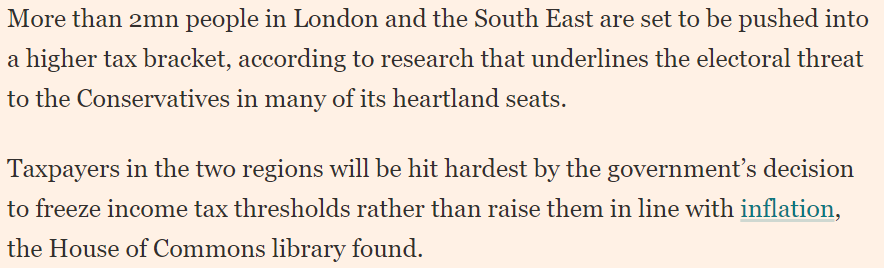 More than 2mn people in London and the South East are set to be pushed into
a higher tax bracket, according to research that underlines the electoral threat
to the Conservatives in many of its heartland seats.
Taxpayers in the two regions will be hit hardest by the government’s decision
to freeze income tax thresholds rather than raise them in line with inflation,
the House of Commons library found.